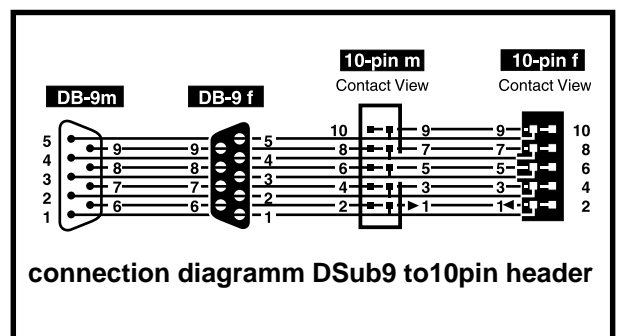 10-pin m 10-pin f
Contact View Contact View
DB-9m DB-9 f
10 9 9 10
5 5
9 9 8 7 7 8
4 4
8 8 6 5 5 6
3 3
7 7 4 3 3 4
2 2
6 6 2 1 1 2
1 1
connection diagramm DSub9 to10pin header